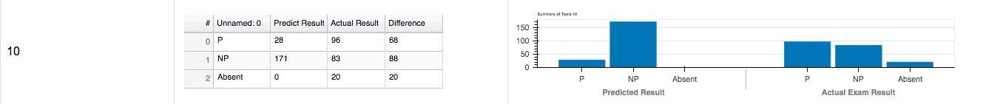 10
# Unnamed: 0 Predict Result Actual Result Difference
0 P 28 96 68
1 NP 171 83 88
2 Absent 0 20 20
Summary of Topic 10
150
100
50
0
P NP Absent P NP Absent
Predicted Result Actual Exam Result